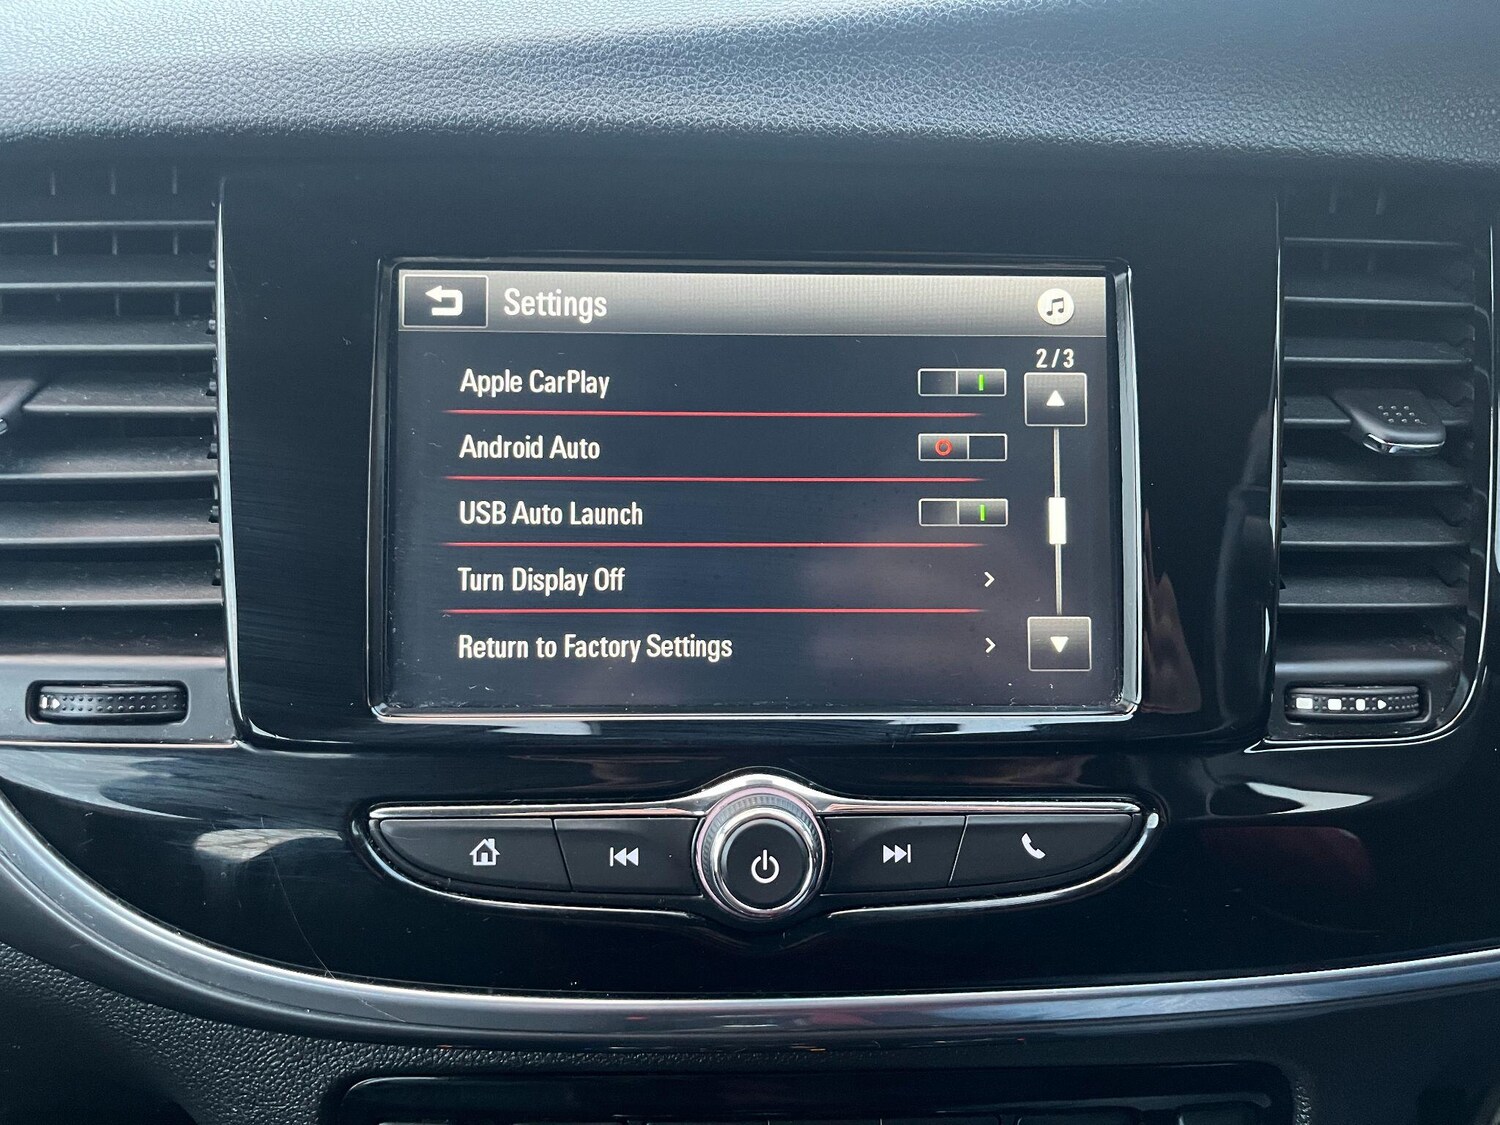 Settings
2/3
Apple CarPlay
Android Auto
USB Auto Launch
Turn Display Off
Return to Factory Settings